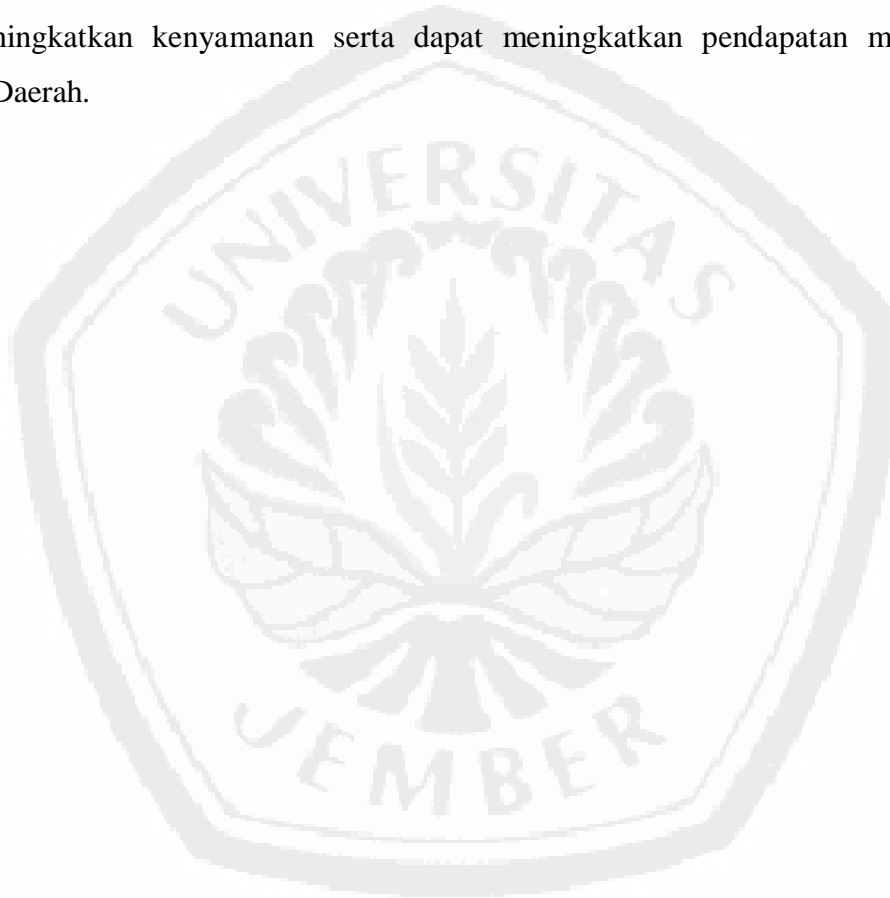 ningkatkan kenyamanan serta dapat meningkatkan pendapatan m
Daerah.
UNIVERSITAS
JEMBER